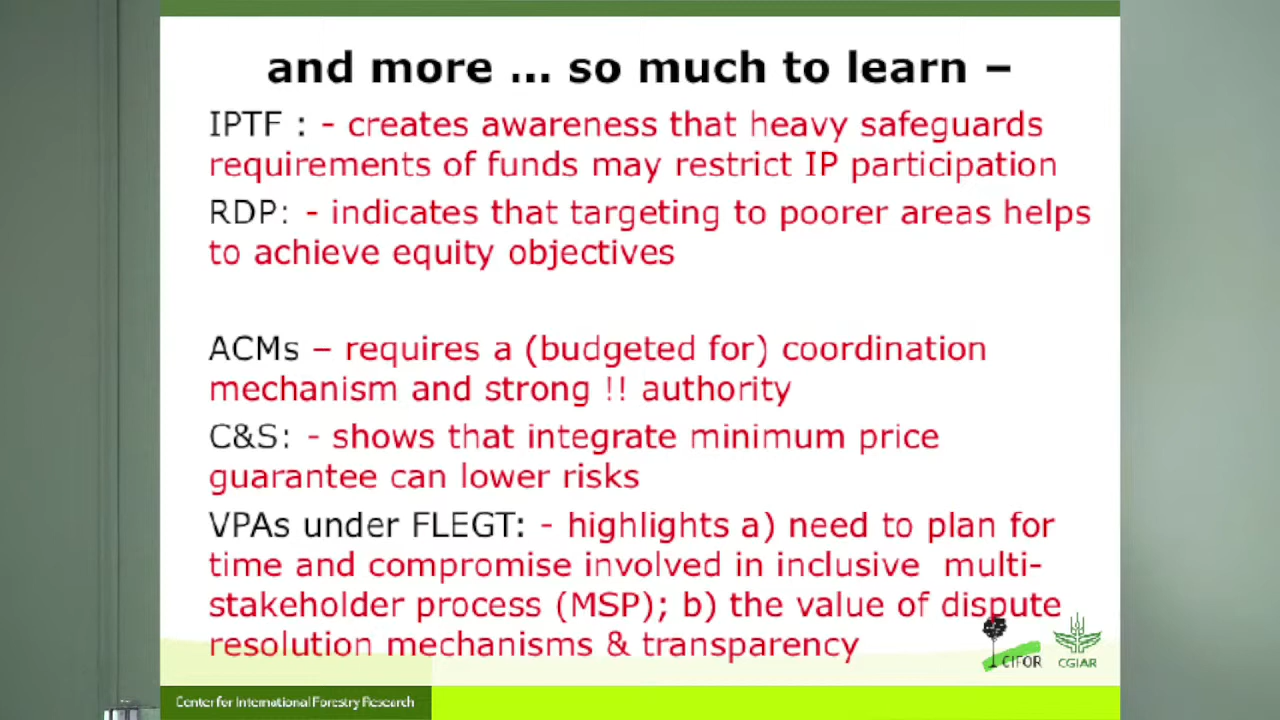 and more ... so much to learn –
IPTF : - creates awareness that heavy safeguards
requirements of funds may restrict IP participation
RDP: - indicates that targeting to poorer areas helps
to achieve equity objectives
ACMs – requires a (budgeted for) coordination
mechanism and strong !! authority
C&S: - shows that integrate minimum price
guarantee can lower risks
VPAs under FLEGT: - highlights a) need to plan for
time and compromise involved in inclusive multi-
stakeholder process (MSP); b) the value of dispute
resolution mechanisms & transparency
CIFOR
CGIAR
Center for International Forestry Research